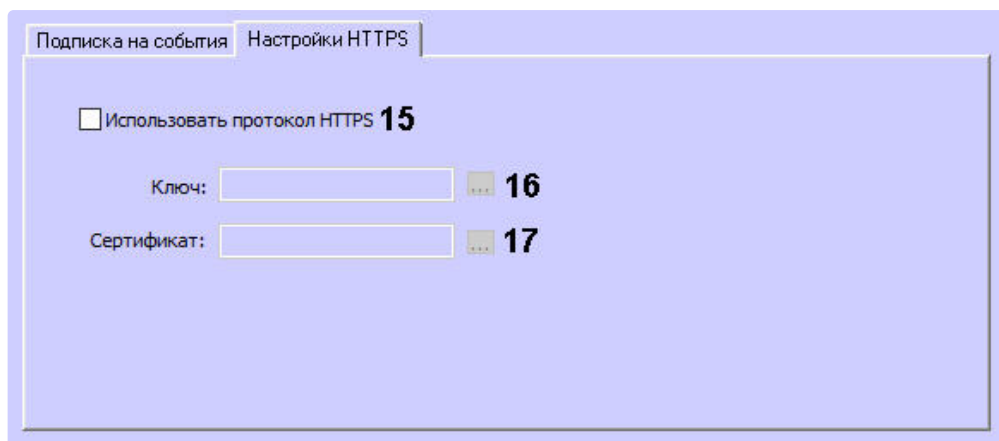 Подписка на события Настройки HTTPS
Использовать протокол HTTPS 15
Ключ: ... 16
Сертификат: ... 17